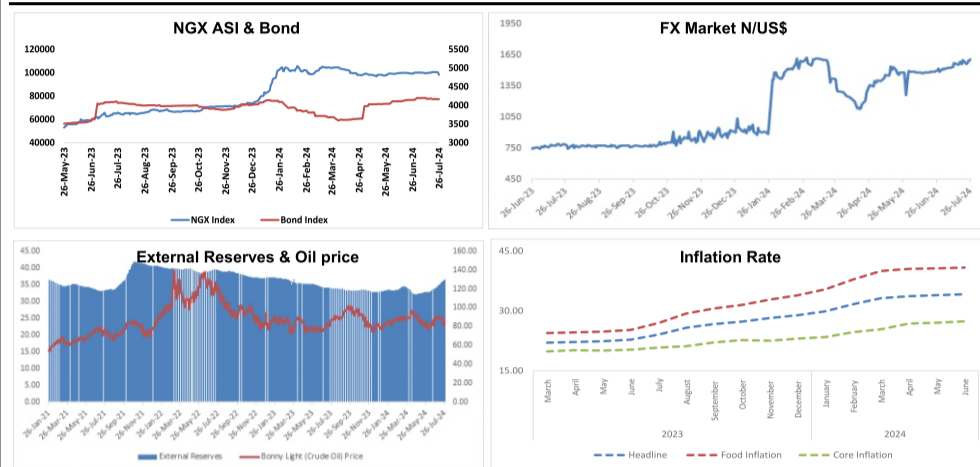 NGX ASI & Bond
120000
100000
80000
60000
40000
5500
5000
4500
4000
3500
3000
26-May-23
26-Jun-23
26-Jul-23
26-Aug-23
26-Sep-23
26-Oct-23
26-Nov-23
26-Dec-23
26-Jan-24
26-Feb-24
26-Mar-24
26-Apr-24
26-May-24
26-Jun-24
26-Jul-24
NGX Index
Bond Index
FX Market N/US$
1950
1650
1350
1050
750
450
26-Jun-23
26-Jul-23
26-Aug-23
26-Sep-23
26-Oct-23
26-Nov-23
26-Dec-23
26-Jan-24
26-Feb-24
26-Mar-24
26-Apr-24
26-May-24
26-Jun-24
26-Jul-24
External Reserves & Oil price
45.00
40.00
35.00
30.00
25.00
20.00
15.00
10.00
5.00
0.00
160.00
140.00
120.00
100.00
80.00
60.00
40.00
20.00
0.00
26-Jan-21
26-Mar-21
26-May-21
26-Jul-21
26-Sep-21
26-Nov-21
26-Jan-22
26-Mar-22
26-May-22
26-Jul-22
26-Sep-22
26-Nov-22
26-Jan-23
26-Mar-23
26-May-23
26-Jul-23
26-Sep-23
26-Nov-23
26-Jan-24
26-Mar-24
26-May-24
26-Jul-24
External Reserves
Bonny Light (Crude Oil) Price
Inflation Rate
45.00
30.00
15.00
March
April
May
June
July
August
September
October
November
December
January
February
March
April
May
June
2023
2024
Headline
Food Inflation
Core Inflation